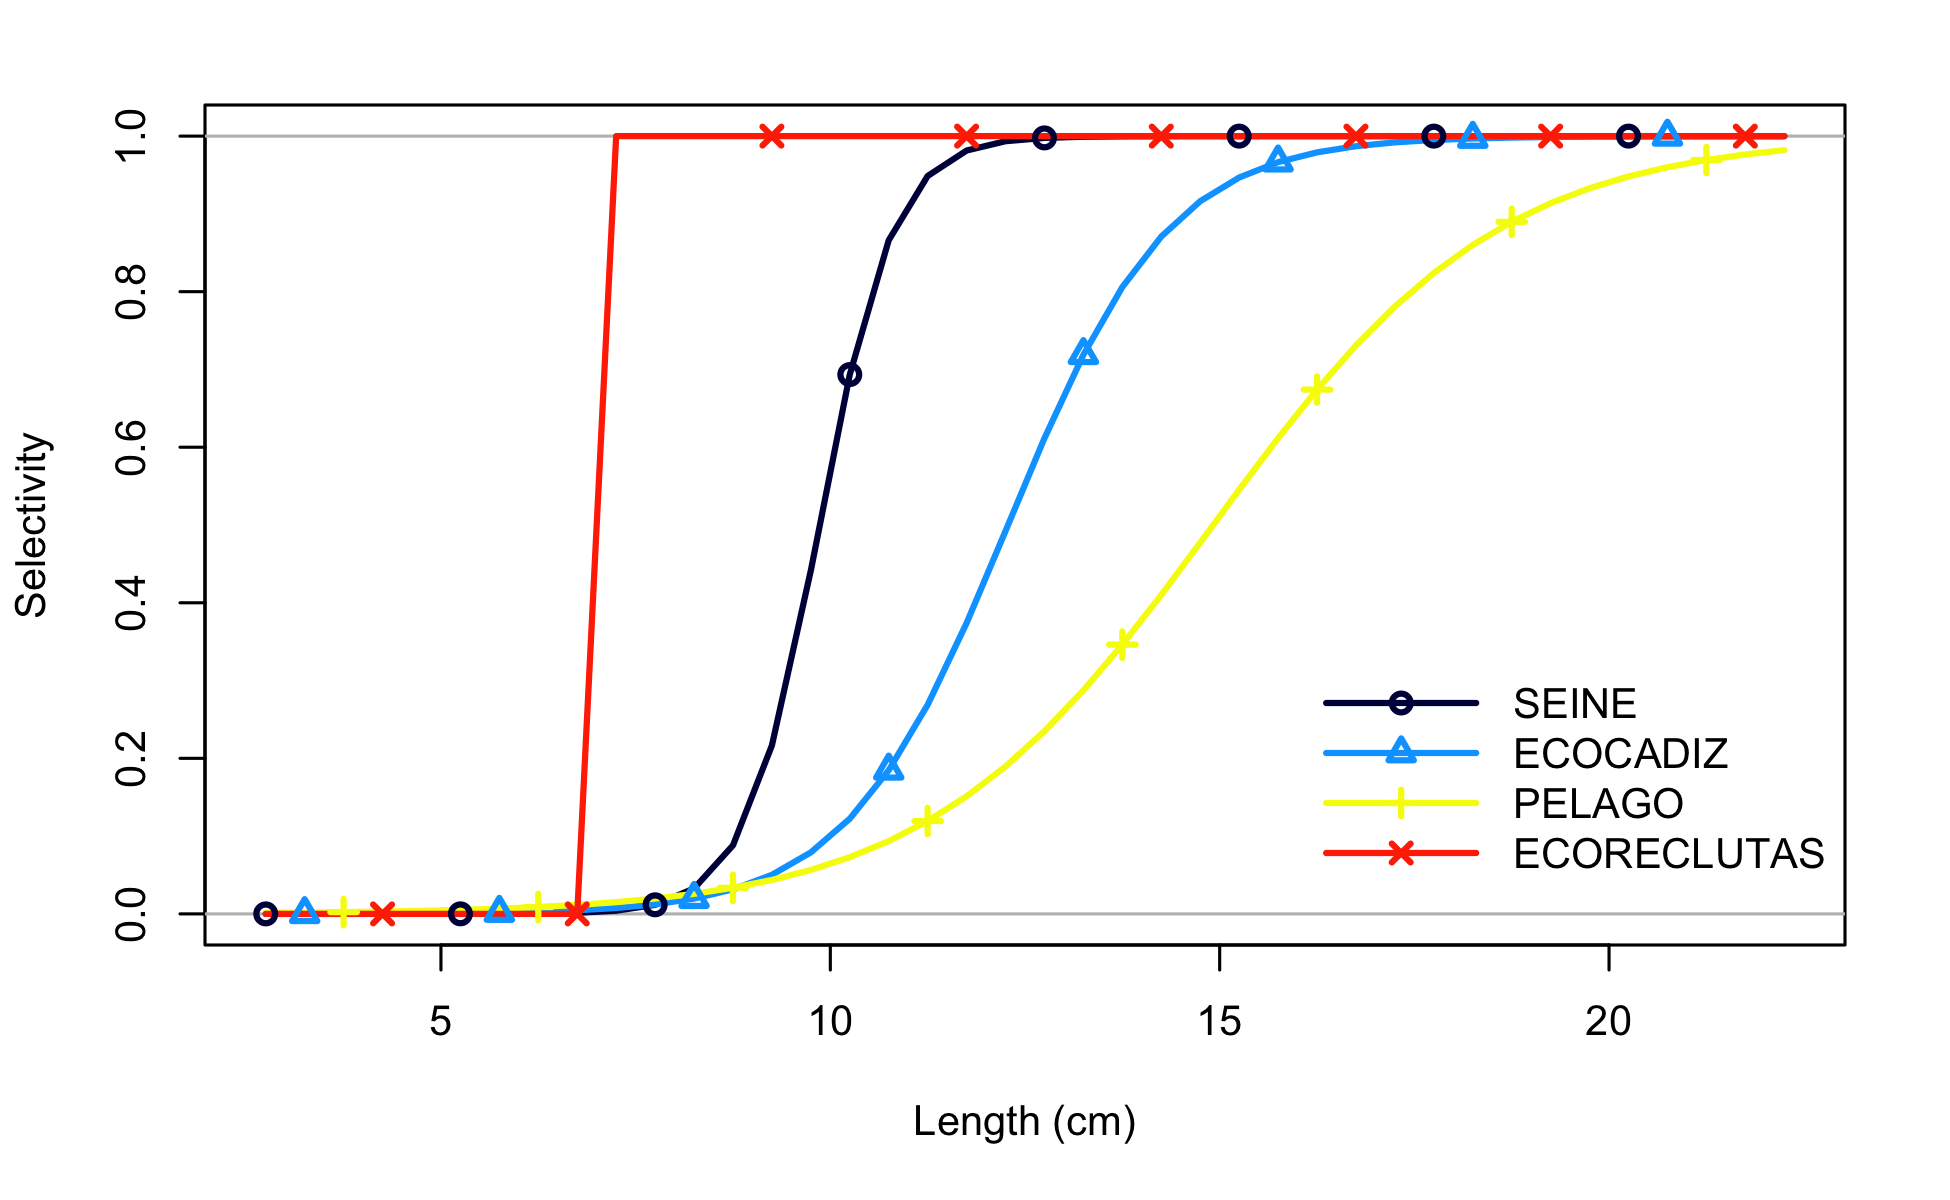 1.0
0.8
0.6
0.4
0.2
0.0
Selectivity
5 10 15 20
Length (cm)
SEINE
ECOCADIZ
PELAGO
ECORECLUTAS